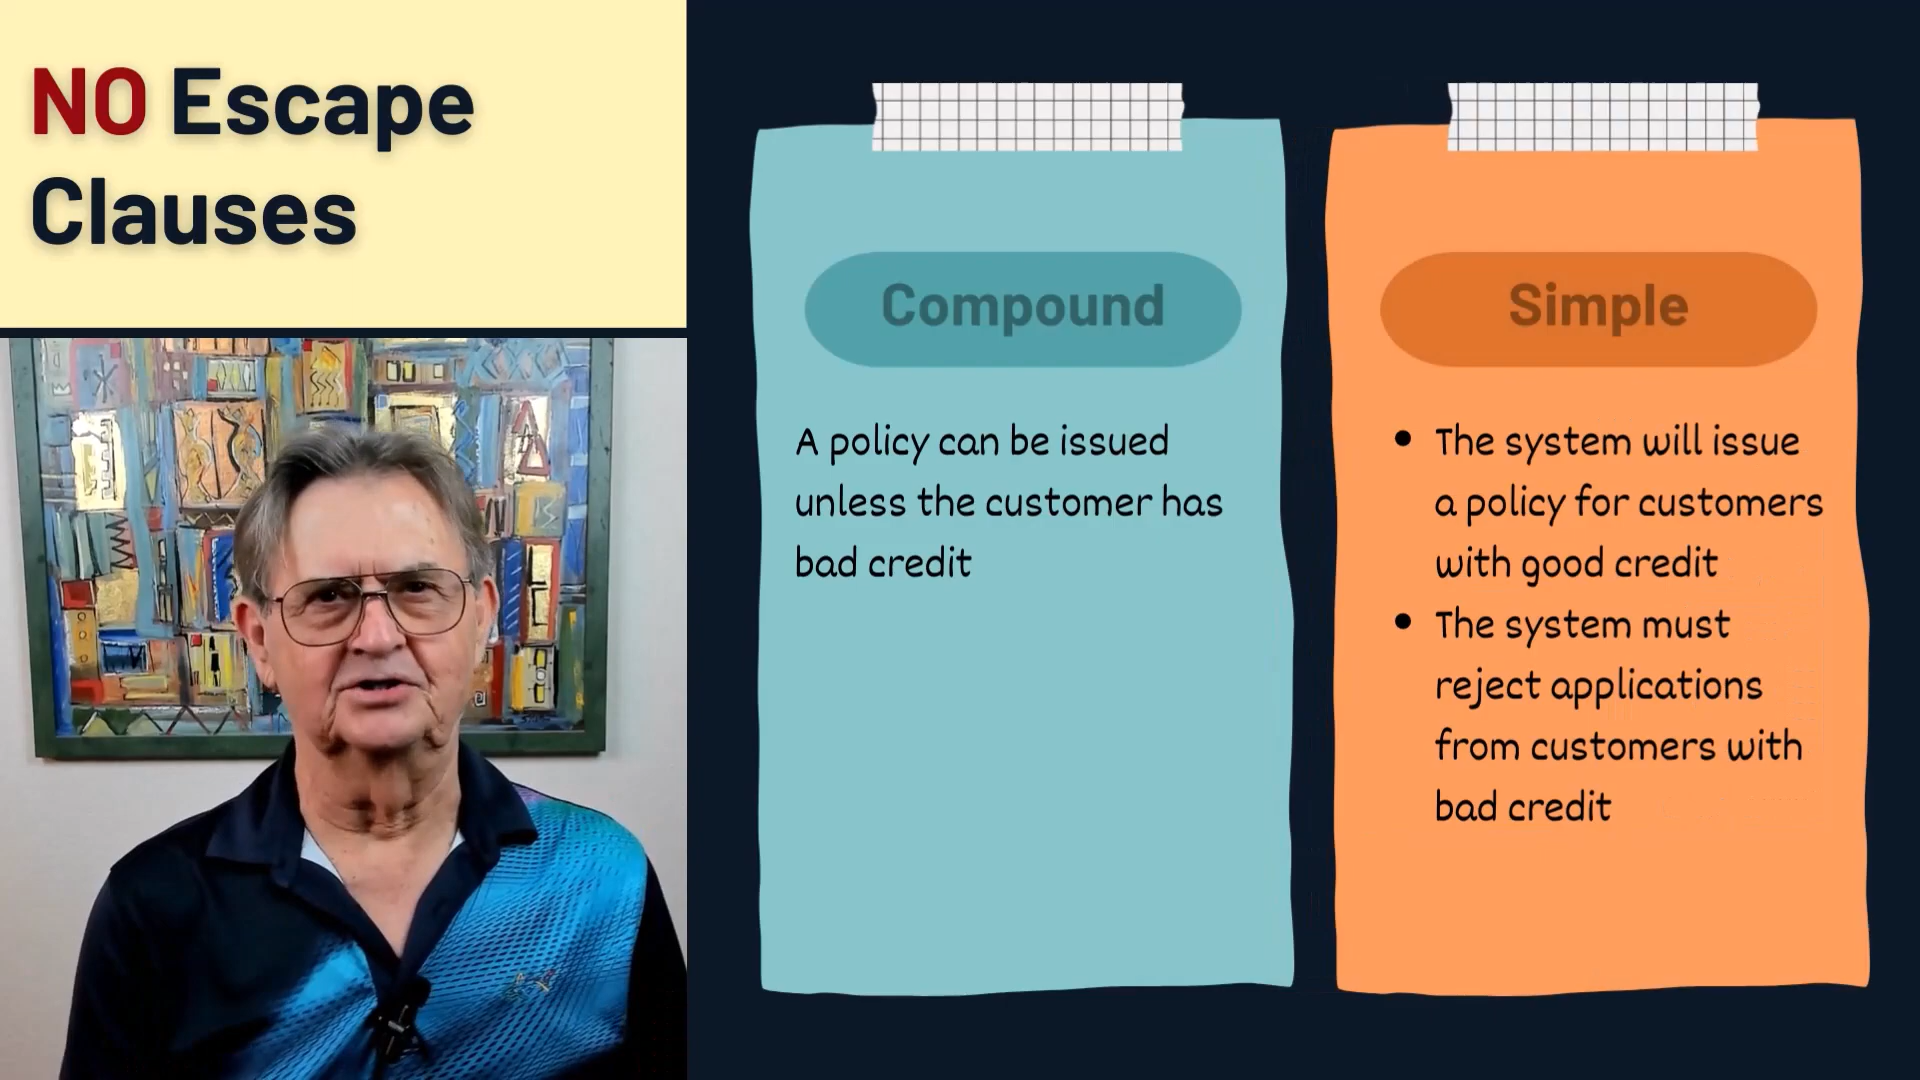 NO Escape
Clauses
Compound
A policy can be issued
unless the customer has
bad credit
Simple
• The system will issue
a policy for customers
with good credit
• The system must
reject applications
from customers with
bad credit